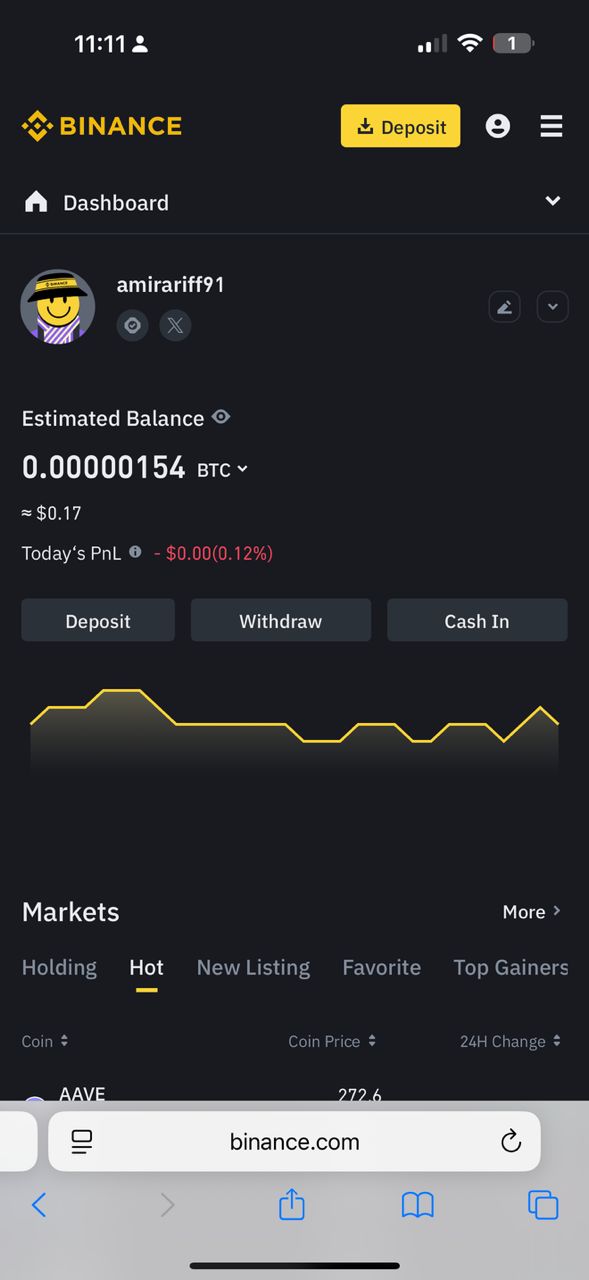 11:11
1
BINANCE
Deposit
Dashboard
amirariff91
Estimated Balance
0.00000154 BTC
≈ $0.17
Today‘s PnL - $0.00(0.12%)
Deposit Withdraw Cash In
Markets More
Holding Hot New Listing Favorite Top Gainers
Coin Coin Price 24H Change
AAVE 272.6
binance.com